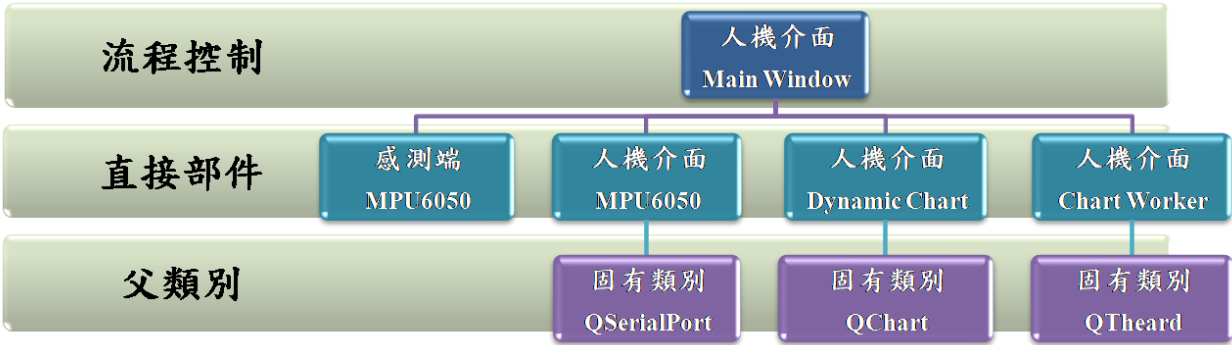 流程控制
人機介面
Main Window
直接部件
感測端
MPU6050
人機介面
MPU6050
人機介面
Dynamic Chart
人機介面
Chart Worker
父類別
固有類別
QSerialPort
固有類別
QChart
固有類別
QTheard